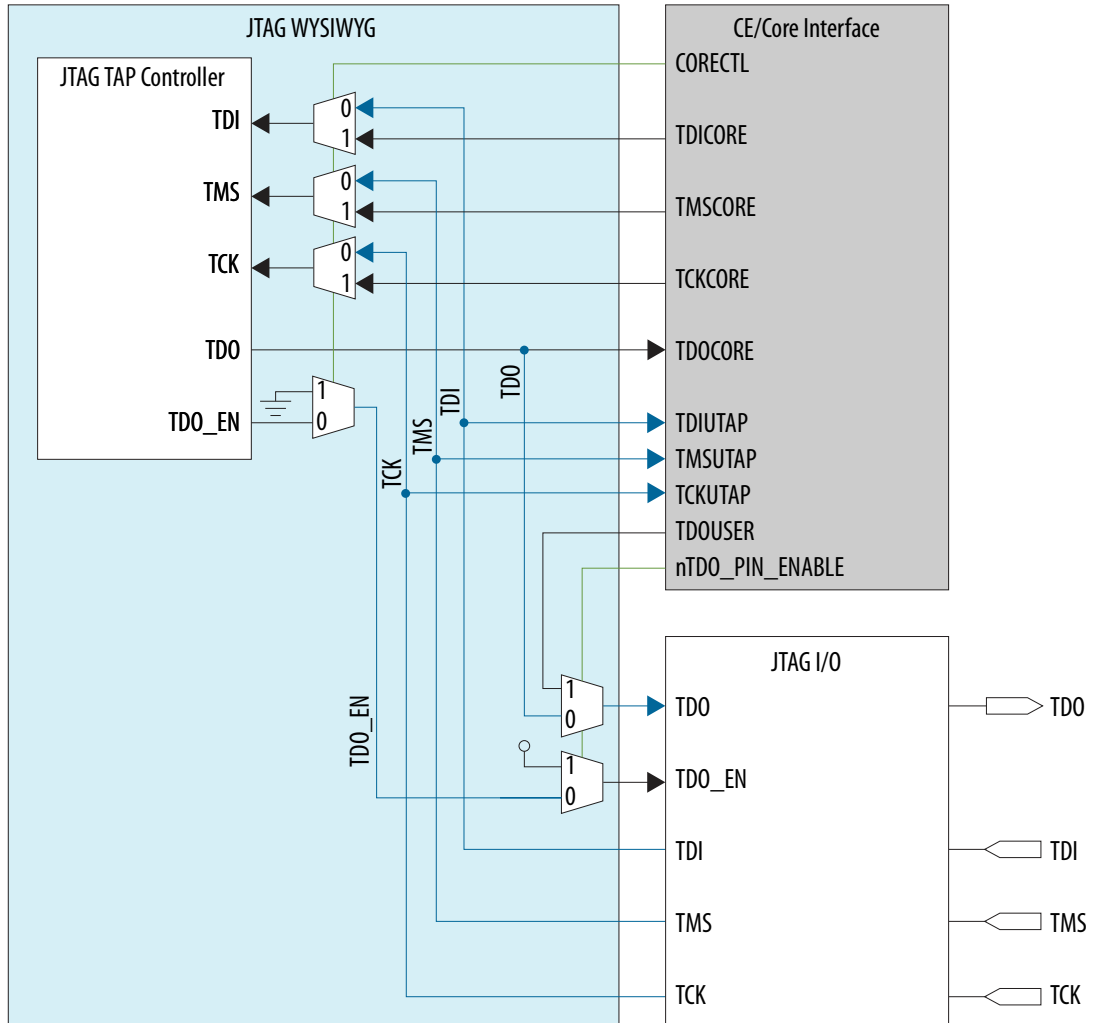 JTAG WYSIWYG
CE/Core Interface
JTAG TAP Controller
CORECTL
TDI
0
1
TDICORE
TMS
0
1
TMSCORE
TCK
0
1
TCKCORE
TDO
TDOCORE
TDO_EN
1
0
TDO
TDI
TMS
TCK
TDIUTAP
TMSUTAP
TCKUTAP
TDOUSER
nTDO_PIN_ENABLE
JTAG I/O
TDO_EN
1
0
TDO
TDO
1
0
TDO_EN
TDI
TDI
TMS
TMS
TCK
TCK